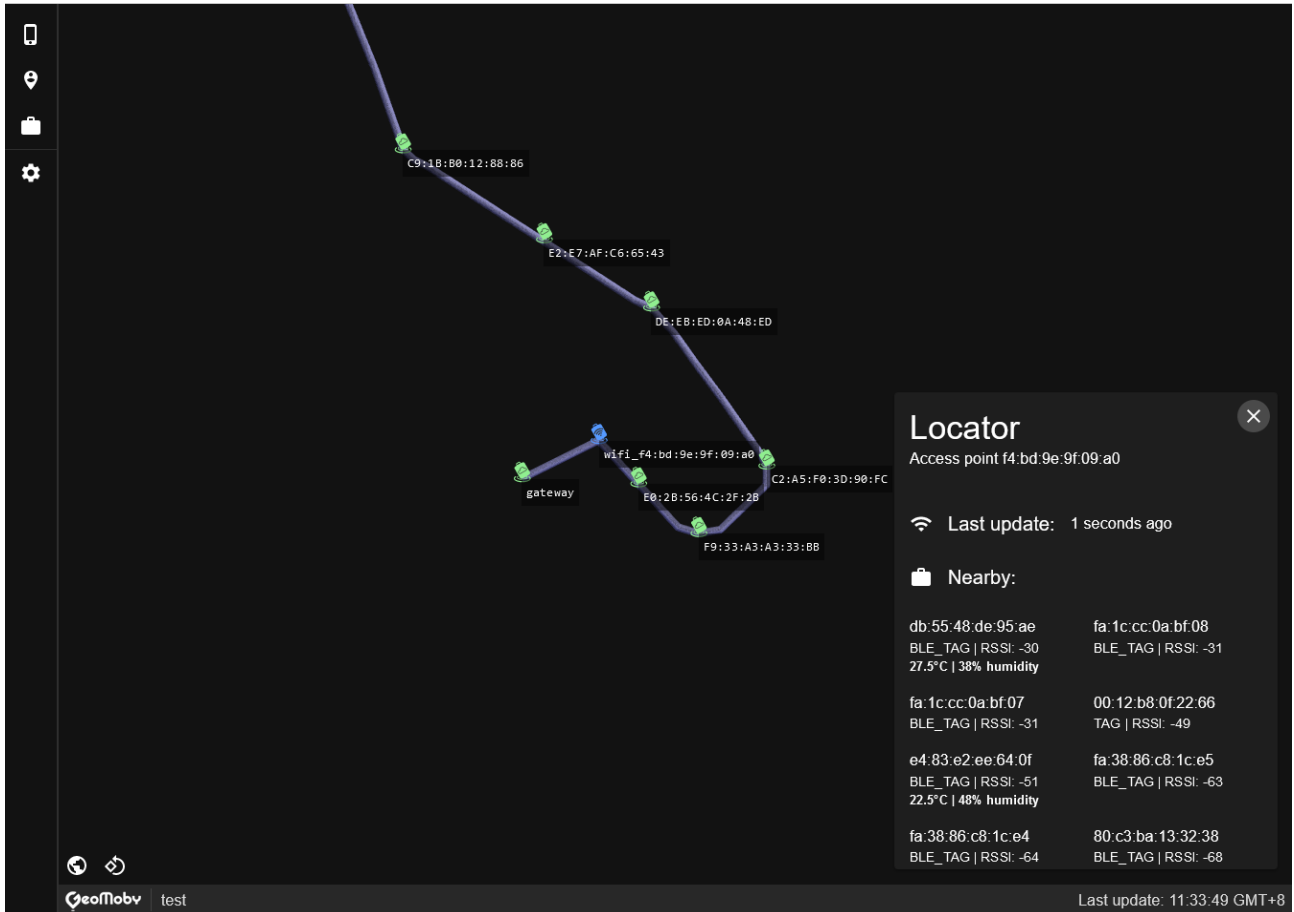 C9:1B:B0:12:88:86
E2:E7:AF:C6:65:43
DE:EB:ED:0A:48:ED
wifi_f4:bd:9e:9f:09:a0
C2:A5:F0:3D:90:FC
gateway
E0:2B:56:4C:2F:2B
F9:33:A3:A3:33:BB
Locator
Access point f4:bd:9e:9f:09:a0
Last update: 1 seconds ago
Nearby:
db:55:48:de:95:ae fa:1c:cc:0a:bf:08
BLE_TAG | RSSI: -30 BLE_TAG | RSSI: -31
27.5°C | 38% humidity
fa:1c:cc:0a:bf:07 00:12:b8:0f:22:66
BLE_TAG | RSSI: -31 TAG | RSSI: -49
e4:83:e2:ee:64:0f fa:38:86:c8:1c:e5
BLE_TAG | RSSI: -51 BLE_TAG | RSSI: -63
22.5°C | 48% humidity
fa:38:86:c8:1c:e4 80:c3:ba:13:32:38
BLE_TAG | RSSI: -64 BLE_TAG | RSSI: -68
GeoMoby test Last update: 11:33:49 GMT+8